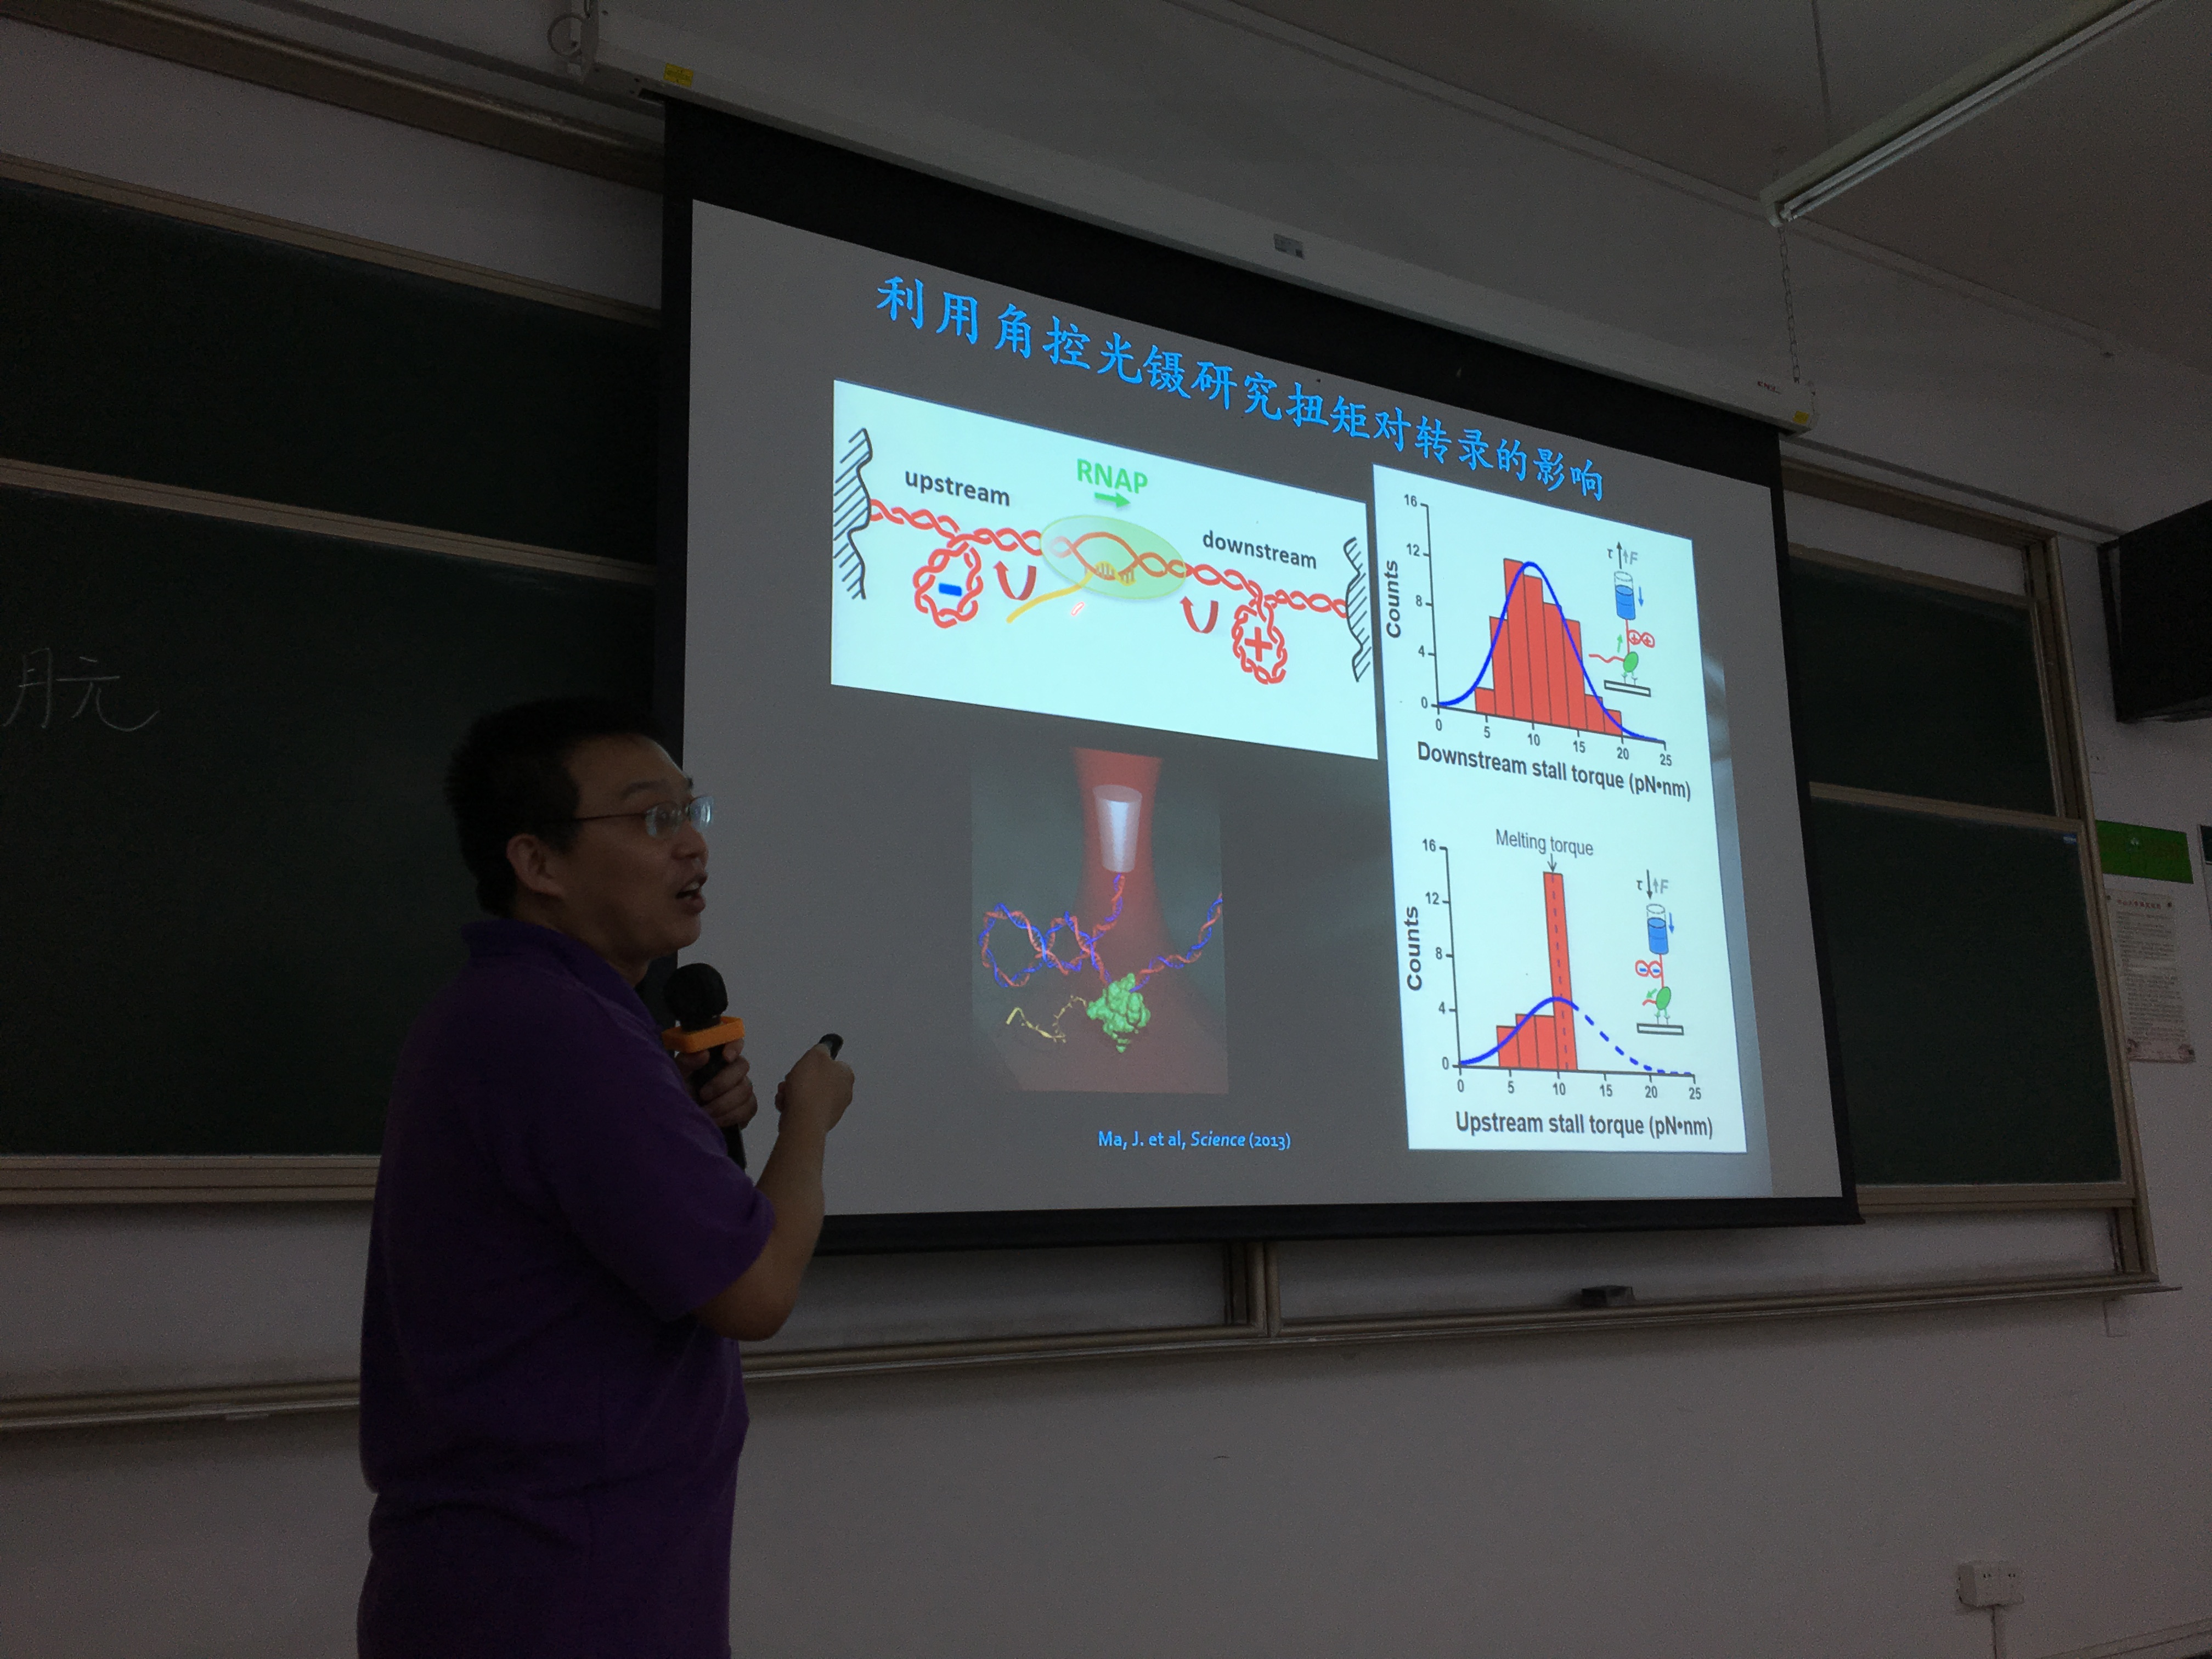 利用角控光镊研究扭矩对转录的影响
upstream
RNAP
downstream
-
+
16
12
8
4
0
Counts
0 5 10 15 20 25
Downstream stall torque (pN•nm)
τ F
Melting torque
16
12
8
4
0
Counts
0 5 10 15 20 25
Upstream stall torque (pN•nm)
τ F
Ma, J. et al, Science (2013)